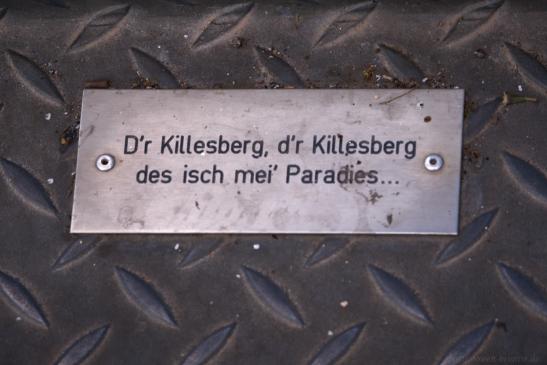 D'r Killesberg, d'r Killesberg
des isch mei' Paradies...